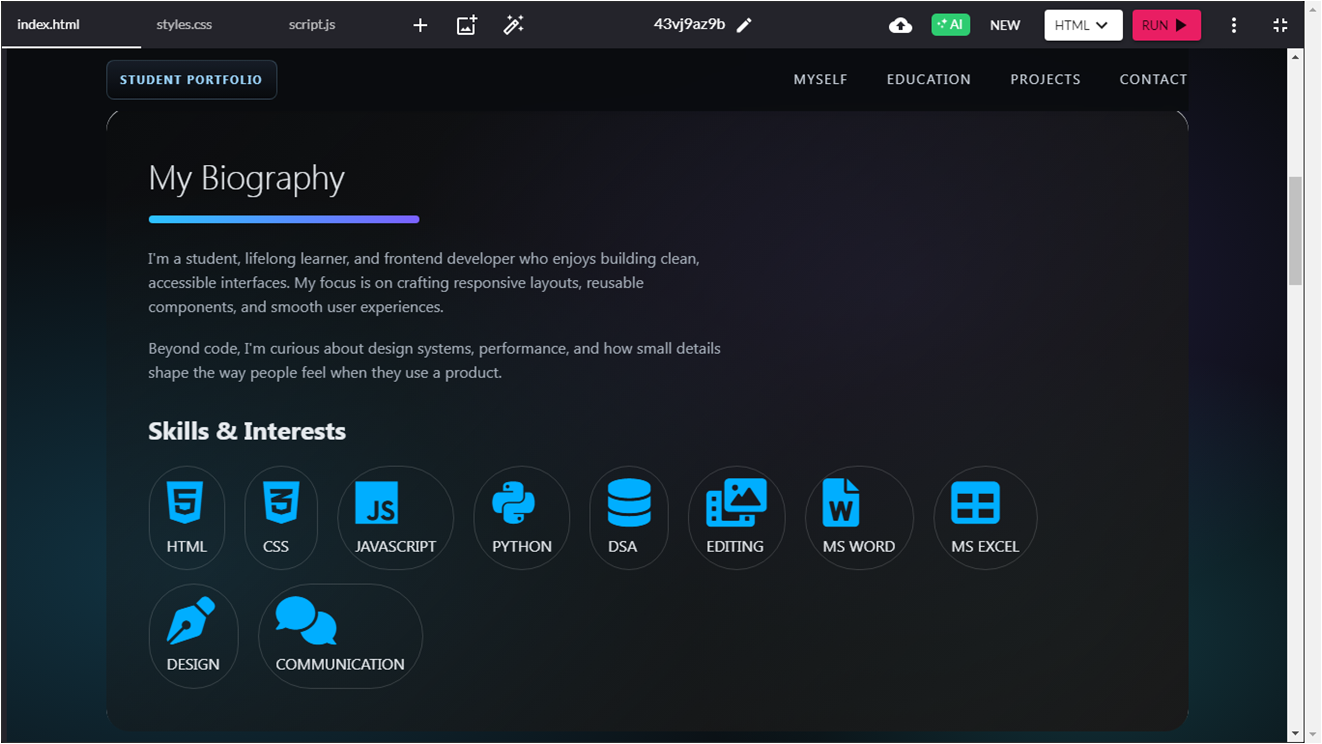 index.html styles.css script.js 43vj9az9b AI NEW HTML RUN
STUDENT PORTFOLIO MYSELF EDUCATION PROJECTS CONTACT
My Biography
I'm a student, lifelong learner, and frontend developer who enjoys building clean,
accessible interfaces. My focus is on crafting responsive layouts, reusable
components, and smooth user experiences.
Beyond code, I'm curious about design systems, performance, and how small details
shape the way people feel when they use a product.
Skills & Interests
5 3 JS W
HTML CSS JAVASCRIPT PYTHON DSA EDITING MS WORD MS EXCEL
DESIGN COMMUNICATION